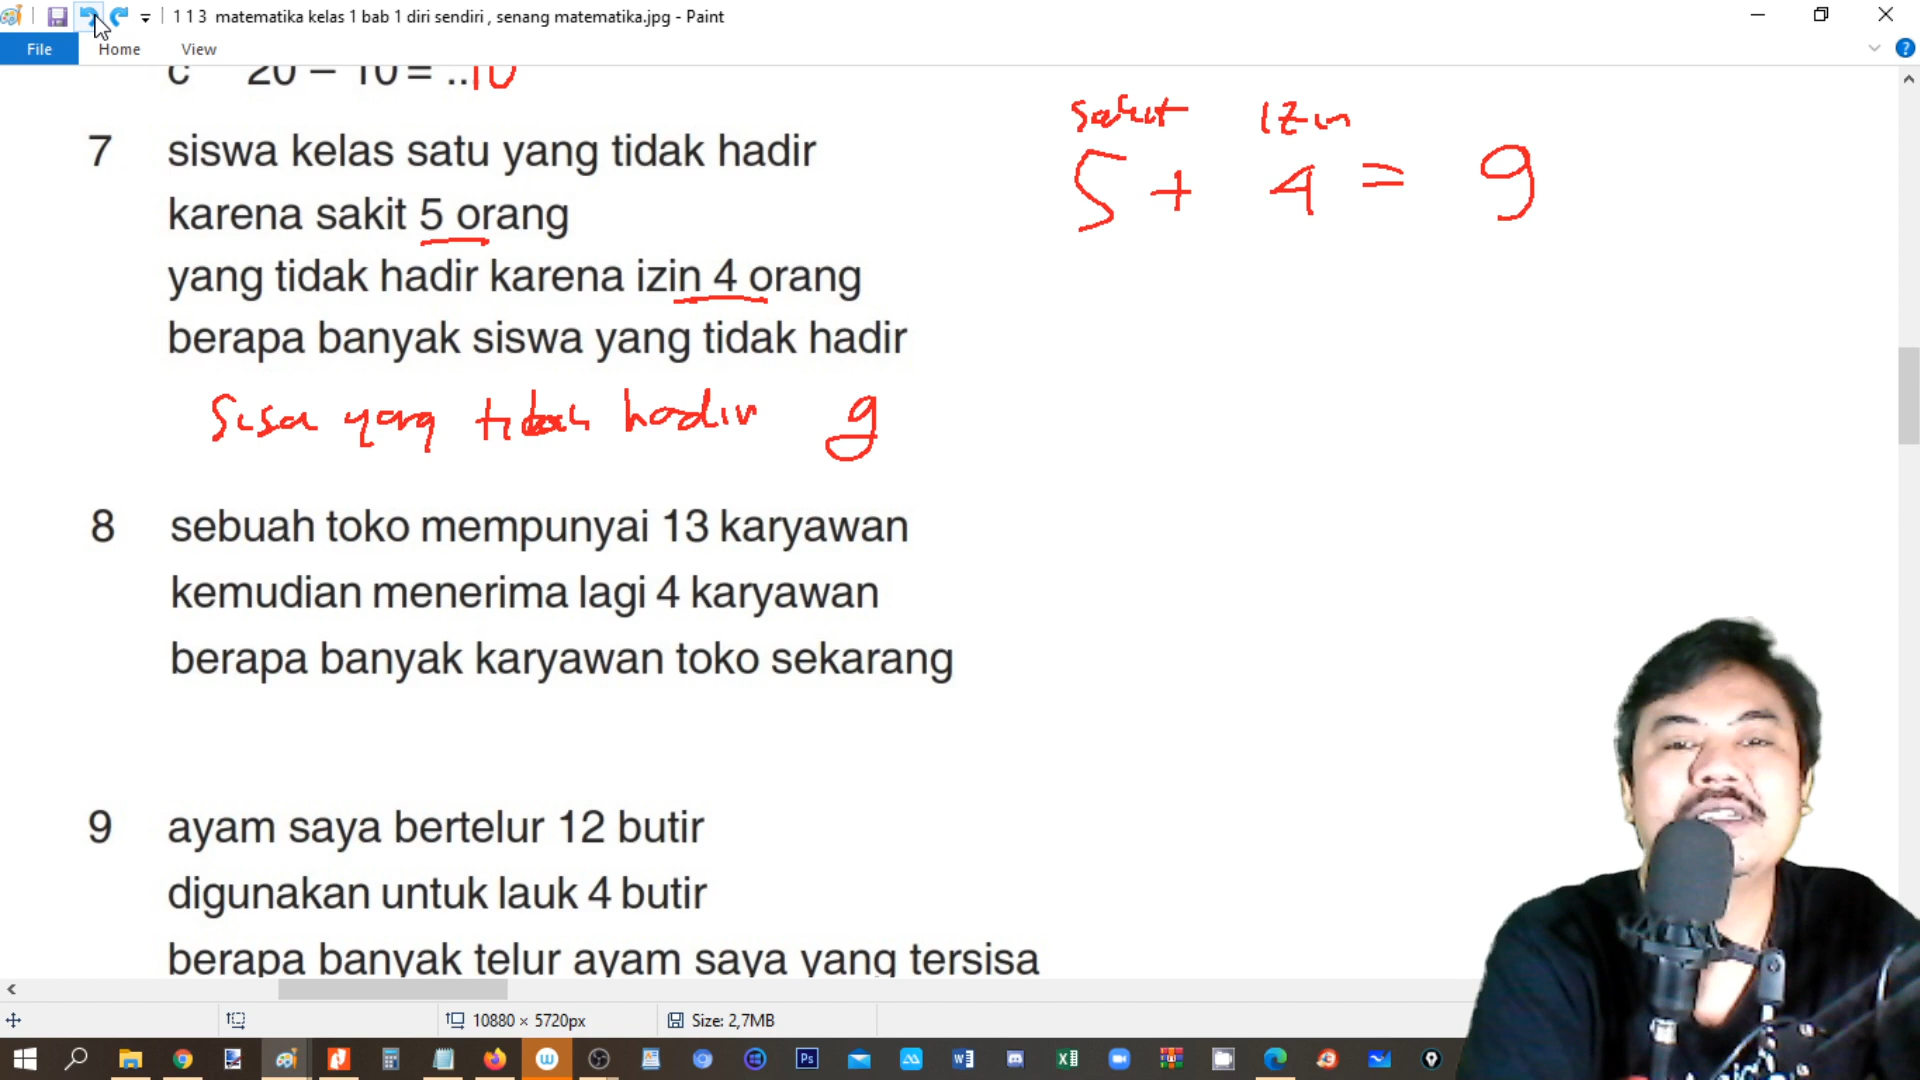 1 1 3 matematika kelas 1 bab 1 diri sendiri , senang matematika.jpg - Paint
File Home View
c 20 – 10 = ..10
7 siswa kelas satu yang tidak hadir
karena sakit 5 orang
yang tidak hadir karena izin 4 orang
berapa banyak siswa yang tidak hadir
sakit izin
5 + 4 = 9
Sisa yang tidak hadir 9
8 sebuah toko mempunyai 13 karyawan
kemudian menerima lagi 4 karyawan
berapa banyak karyawan toko sekarang
9 ayam saya bertelur 12 butir
digunakan untuk lauk 4 butir
berapa banyak telur ayam saya yang tersisa
10880 × 5720px Size: 2,7MB